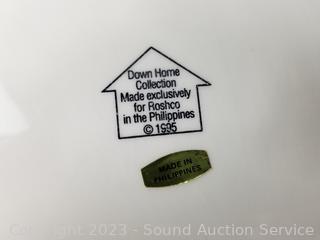 Down Home
Collection
Made exclusively
for Roshco
in the Philippines
© 1995
MADE IN
PHILIPPINES
Copyright 2023 - Sound Auction Service